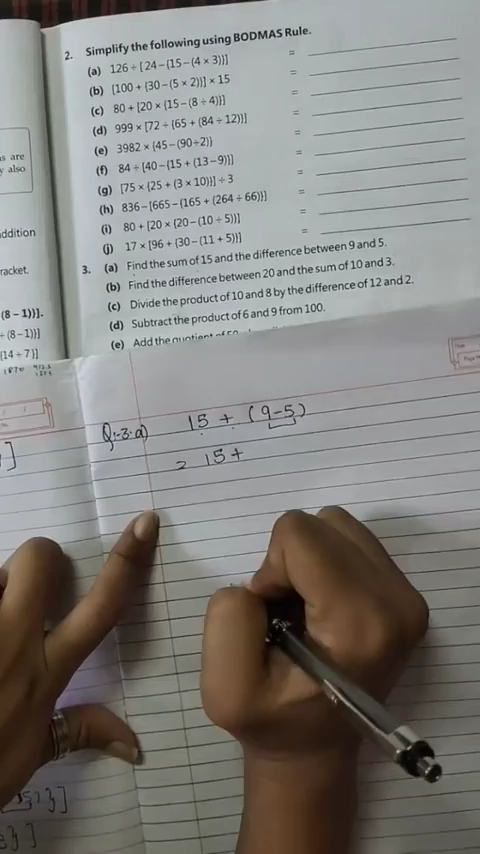 2. Simplify the following using BODMAS Rule.
(a) 126 ÷ [24 – {15 – (4 × 3)}] =
(b) [100 + {30 – (5 × 2)}] × 15 =
(c) 80 + [20 × {15 – (8 ÷ 4)}] =
(d) 999 × [72 ÷ {65 + (84 ÷ 12)}] =
(e) 3982 × {45 – (90 ÷ 2)} =
(f) 84 ÷ [40 – {15 + (13 – 9)}] =
(g) [75 × {25 + (3 × 10)}] ÷ 3 =
(h) 836 – [665 – {165 + (264 ÷ 66)}] =
(i) 80 + [20 × {20 – (10 ÷ 5)}] =
(j) 17 × [96 + {30 – (11 + 5)}] =
3. (a) Find the sum of 15 and the difference between 9 and 5.
(b) Find the difference between 20 and the sum of 10 and 3.
(c) Divide the product of 10 and 8 by the difference of 12 and 2.
(d) Subtract the product of 6 and 9 from 100.
(e) Add the quotient of 50
s are
y also
ddition
racket.
(8 – 1))}.
÷ (8 – 1)}]
(14 ÷ 7)]
Q:-3. a) 15 + (9-5)
= 15 +